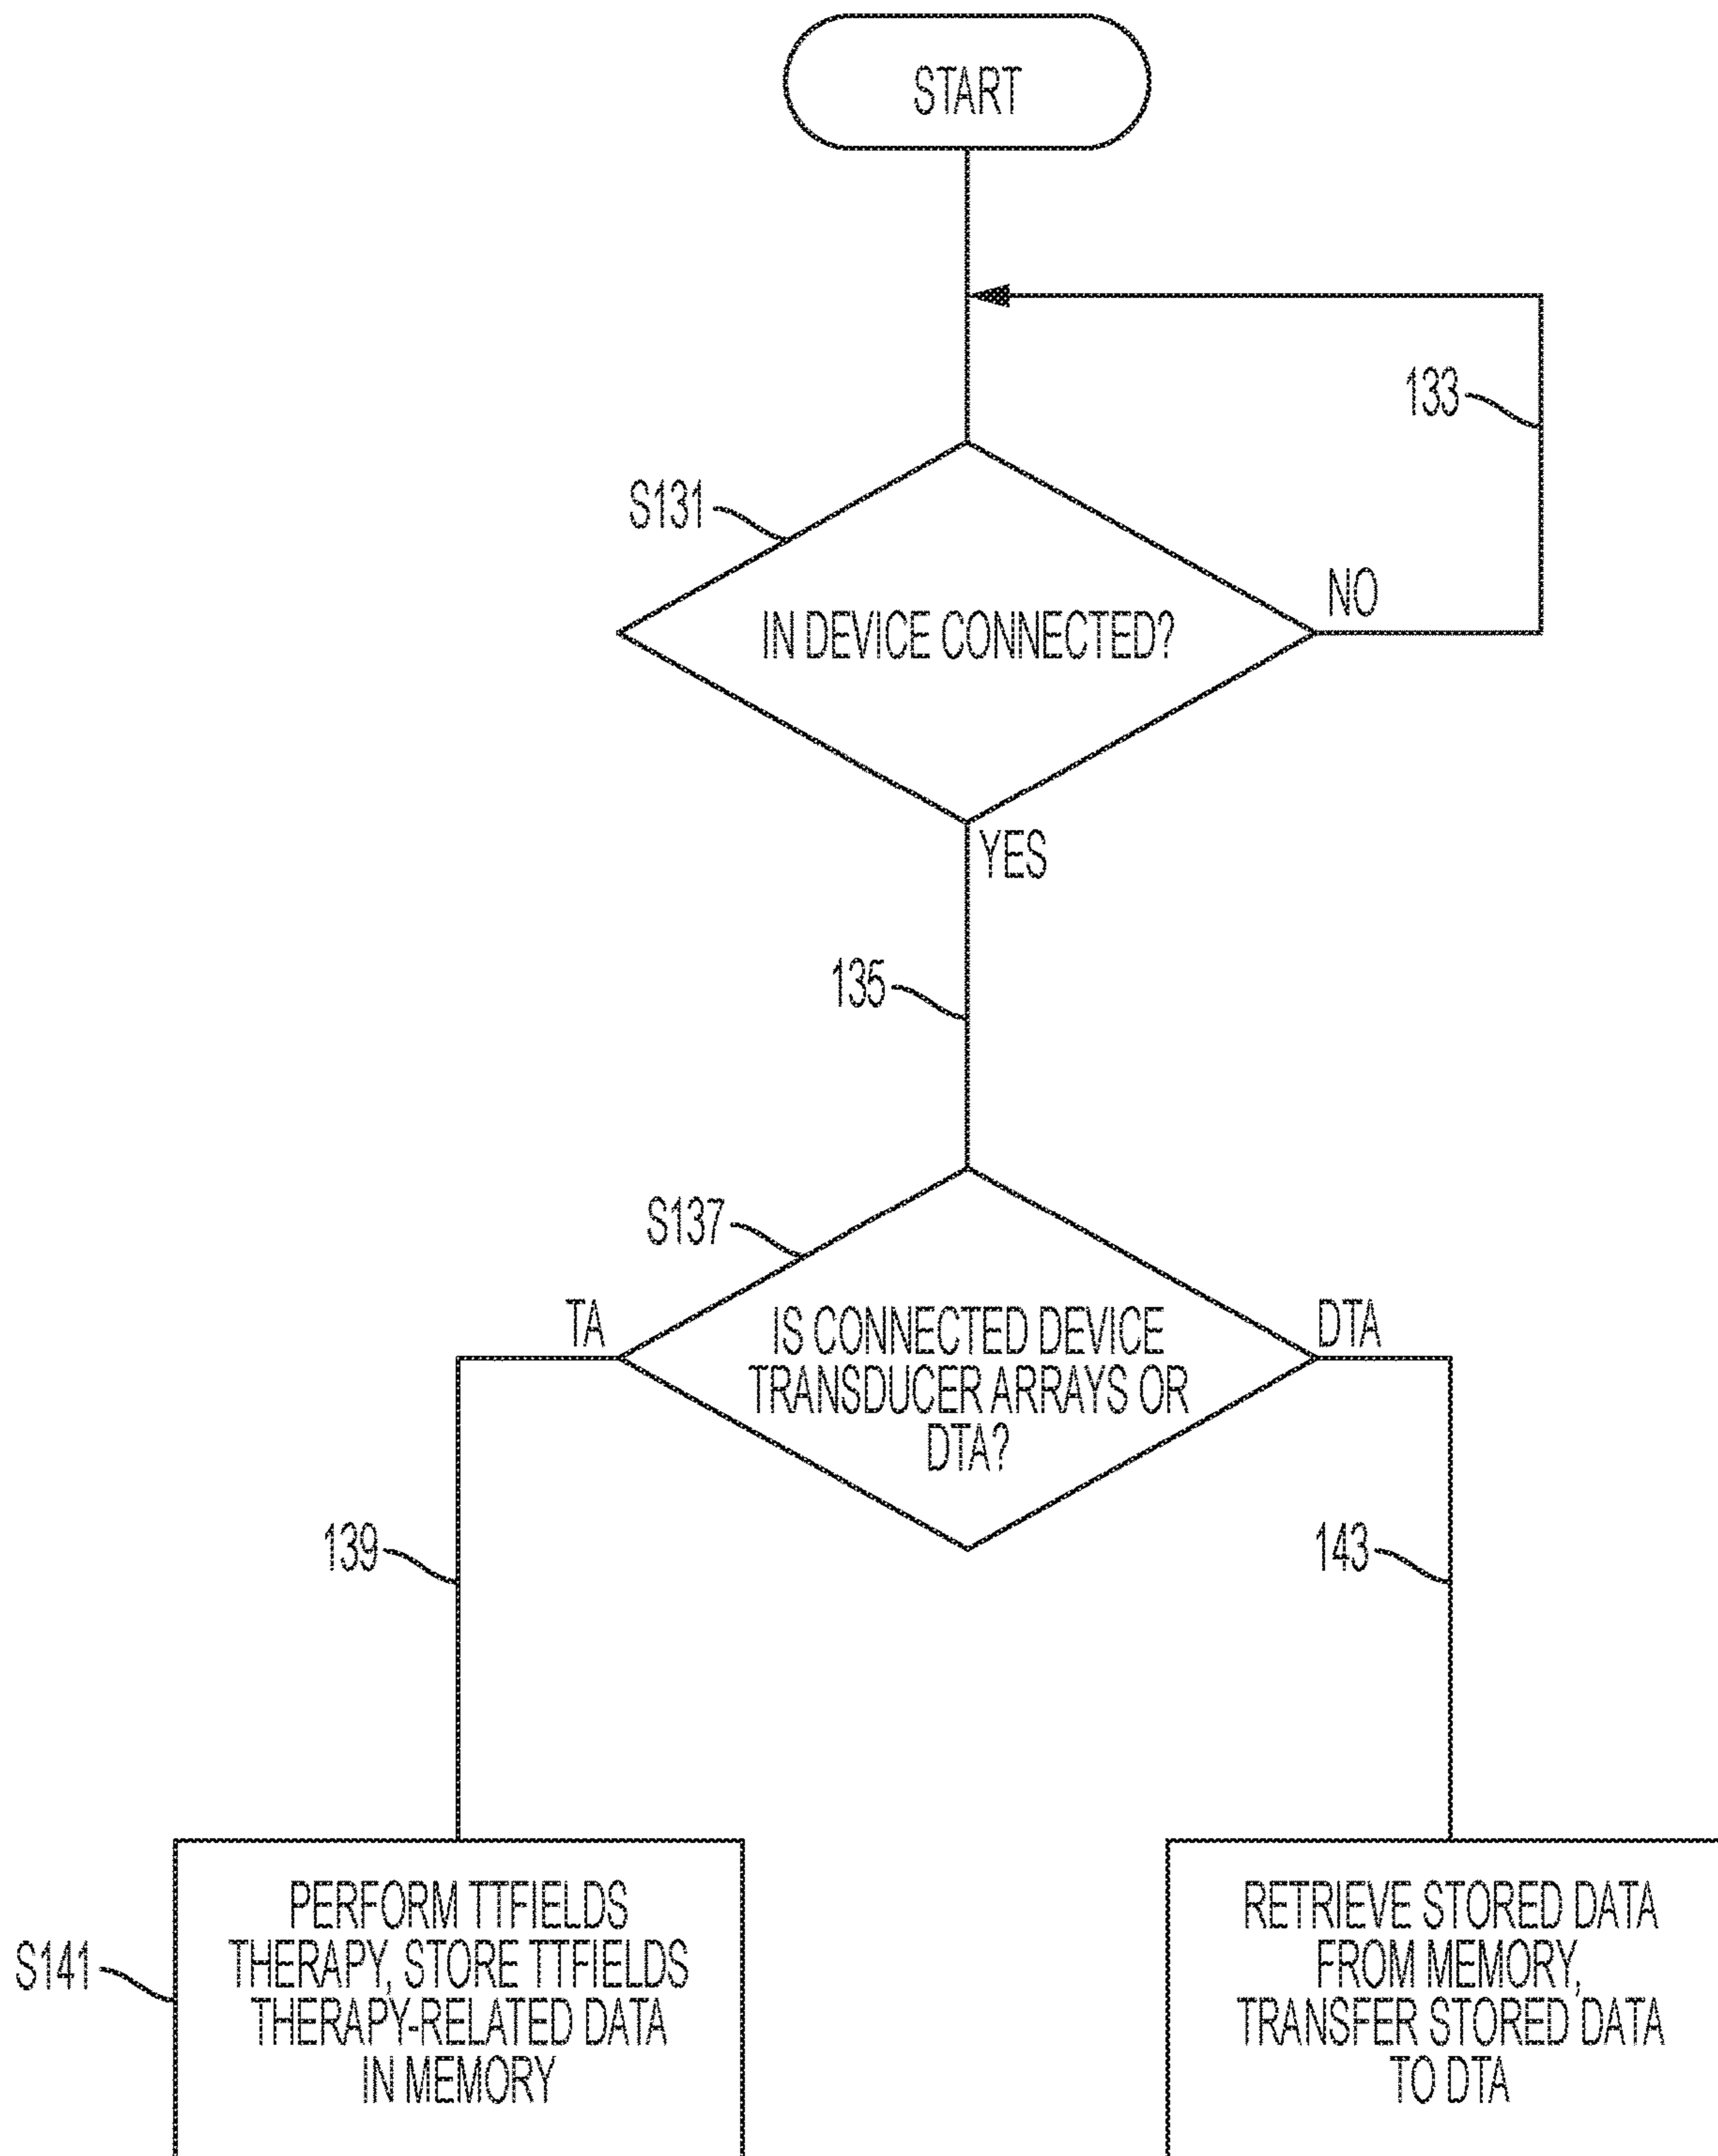 START
133
S131
NO
IN DEVICE CONNECTED?
YES
135
S137
TA
DTA
IS CONNECTED DEVICE
TRANSDUCER ARRAYS OR
DTA?
139
143
S141
PERFORM TTFIELDS
THERAPY, STORE TTFIELDS
THERAPY-RELATED DATA
IN MEMORY
RETRIEVE STORED DATA
FROM MEMORY,
TRANSFER STORED DATA
TO DTA